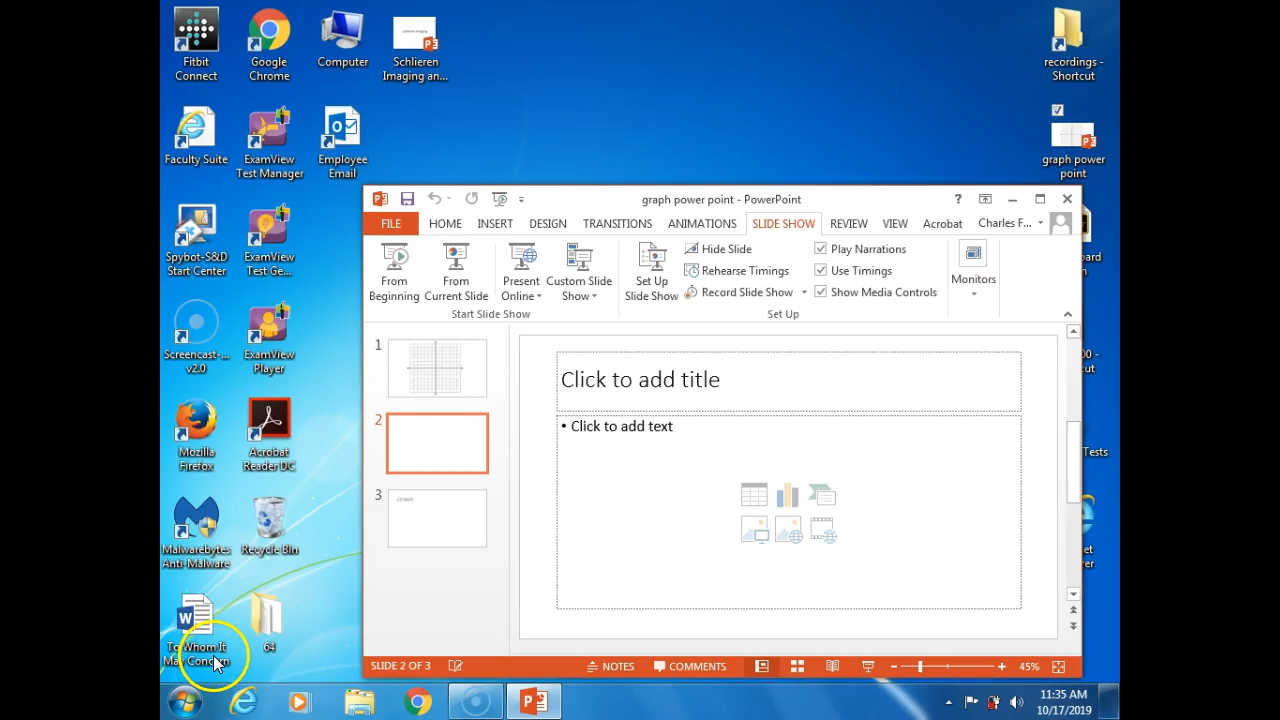 Fitbit
Connect
Google
Chrome
Computer
Schlieren
Imaging an...
recordings -
Shortcut
Faculty Suite
ExamView
Test Manager
Employee
Email
graph power
point
Spybot-S&D
Start Center
ExamView
Test Ge...
Screencast-...
v2.0
ExamView
Player
Mozilla
Firefox
Acrobat
Reader DC
Malwarebytes
Anti-Malware
Recycle Bin
To Whom It
May Concern
64
graph power point - PowerPoint
FILE HOME INSERT DESIGN TRANSITIONS ANIMATIONS SLIDE SHOW REVIEW VIEW Acrobat Charles F...
From
Beginning
From
Current Slide
Present
Online
Custom Slide
Show
Start Slide Show
Set Up
Slide Show
Hide Slide
Rehearse Timings
Record Slide Show
Play Narrations
Use Timings
Show Media Controls
Set Up
Monitors
1
2
3
Click to add title
• Click to add text
Tests
SLIDE 2 OF 3 NOTES COMMENTS 45%
11:35 AM
10/17/2019